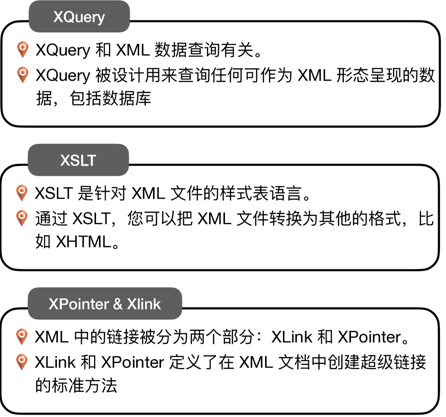 XQuery
XQuery 和 XML 数据查询有关。
XQuery 被设计用来查询任何可作为 XML 形态呈现的数
据，包括数据库
XSLT
XSLT 是针对 XML 文件的样式表语言。
通过 XSLT，您可以把 XML 文件转换为其他的格式，比
如 XHTML。
XPointer & Xlink
XML 中的链接被分为两个部分：XLink 和 XPointer。
XLink 和 XPointer 定义了在 XML 文档中创建超级链接
的标准方法